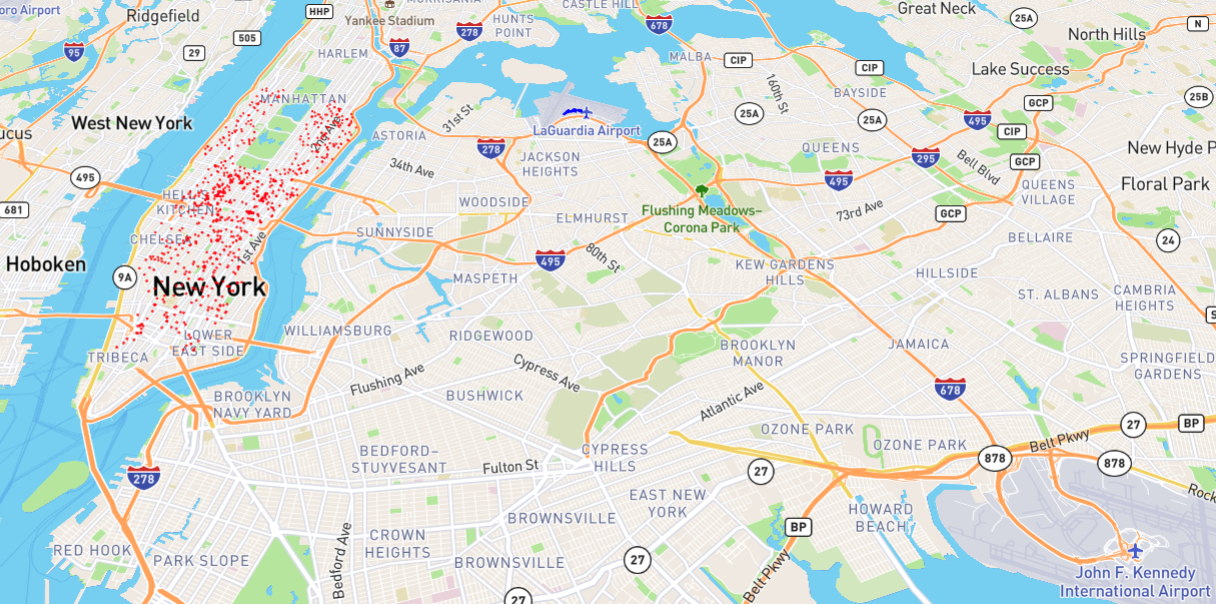 oro Airport
Ridgefield
HHP
Yankee Stadium
HUNTS
POINT
CASTLE HILL
Great Neck
25A
N
278
678
95
505
29
87
HARLEM
MALBA
CIP
CIP
North Hills
Lake Success
160th St
BAYSIDE
GCP
25B
MANHATTAN
2nd Ave
31st St
25A
25A
495
CIP
West New York
ucus
LaGuardia Airport
ASTORIA
278
25A
QUEENS
295
GCP
New Hyde P
JACKSON
HEIGHTS
34th Ave
Bell Blvd
495
495
Floral Park
QUEENS
VILLAGE
681
HELL'S
KITCHEN
WOODSIDE
ELMHURST
Flushing Meadows–
Corona Park
73rd Ave
GCP
CHELSEA
1st Ave
SUNNYSIDE
BELLAIRE
24
Hoboken
9A
New York
495
80th St
MASPETH
KEW GARDENS
HILLS
HILLSIDE
ST. ALBANS
CAMBRIA
HEIGHTS
S
LOWER
EAST SIDE
WILLIAMSBURG
RIDGEWOOD
TRIBECA
BROOKLYN
MANOR
JAMAICA
SPRINGFIELD
GARDENS
Flushing Ave
Cypress Ave
BROOKLYN
NAVY YARD
BUSHWICK
Atlantic Ave
678
OZONE PARK
OZONE PARK
27
BP
Belt Pkwy
BEDFORD–
STUYVESANT
Fulton St
CYPRESS
HILLS
27
878
878
278
Rock
EAST NEW
YORK
BROWNSVILLE
HOWARD
BEACH
BP
CROWN
HEIGHTS
Bedford Ave
RED HOOK
PARK SLOPE
BROWNSVILLE
27
Belt Pkwy
27
John F. Kennedy
International Airport